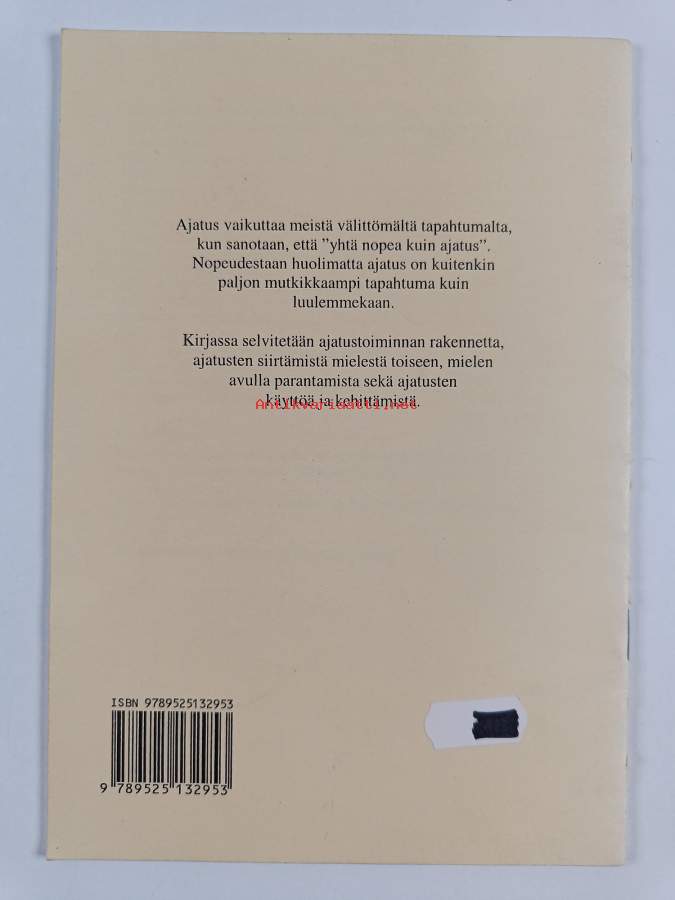 Ajatus vaikuttaa meistä välittömältä tapahtumalta,
kun sanotaan, että ”yhtä nopea kuin ajatus”.
Nopeudestaan huolimatta ajatus on kuitenkin
paljon mutkikkaampi tapahtuma kuin
luulemmekaan.
Kirjassa selvitetään ajatustoiminnan rakennetta,
ajatusten siirtämistä mielestä toiseen, mielen
avulla parantamista sekä ajatusten
käyttöä ja kehittämistä.
Antikvariaatti.net
ISBN 9789525132953
9 789525 132953